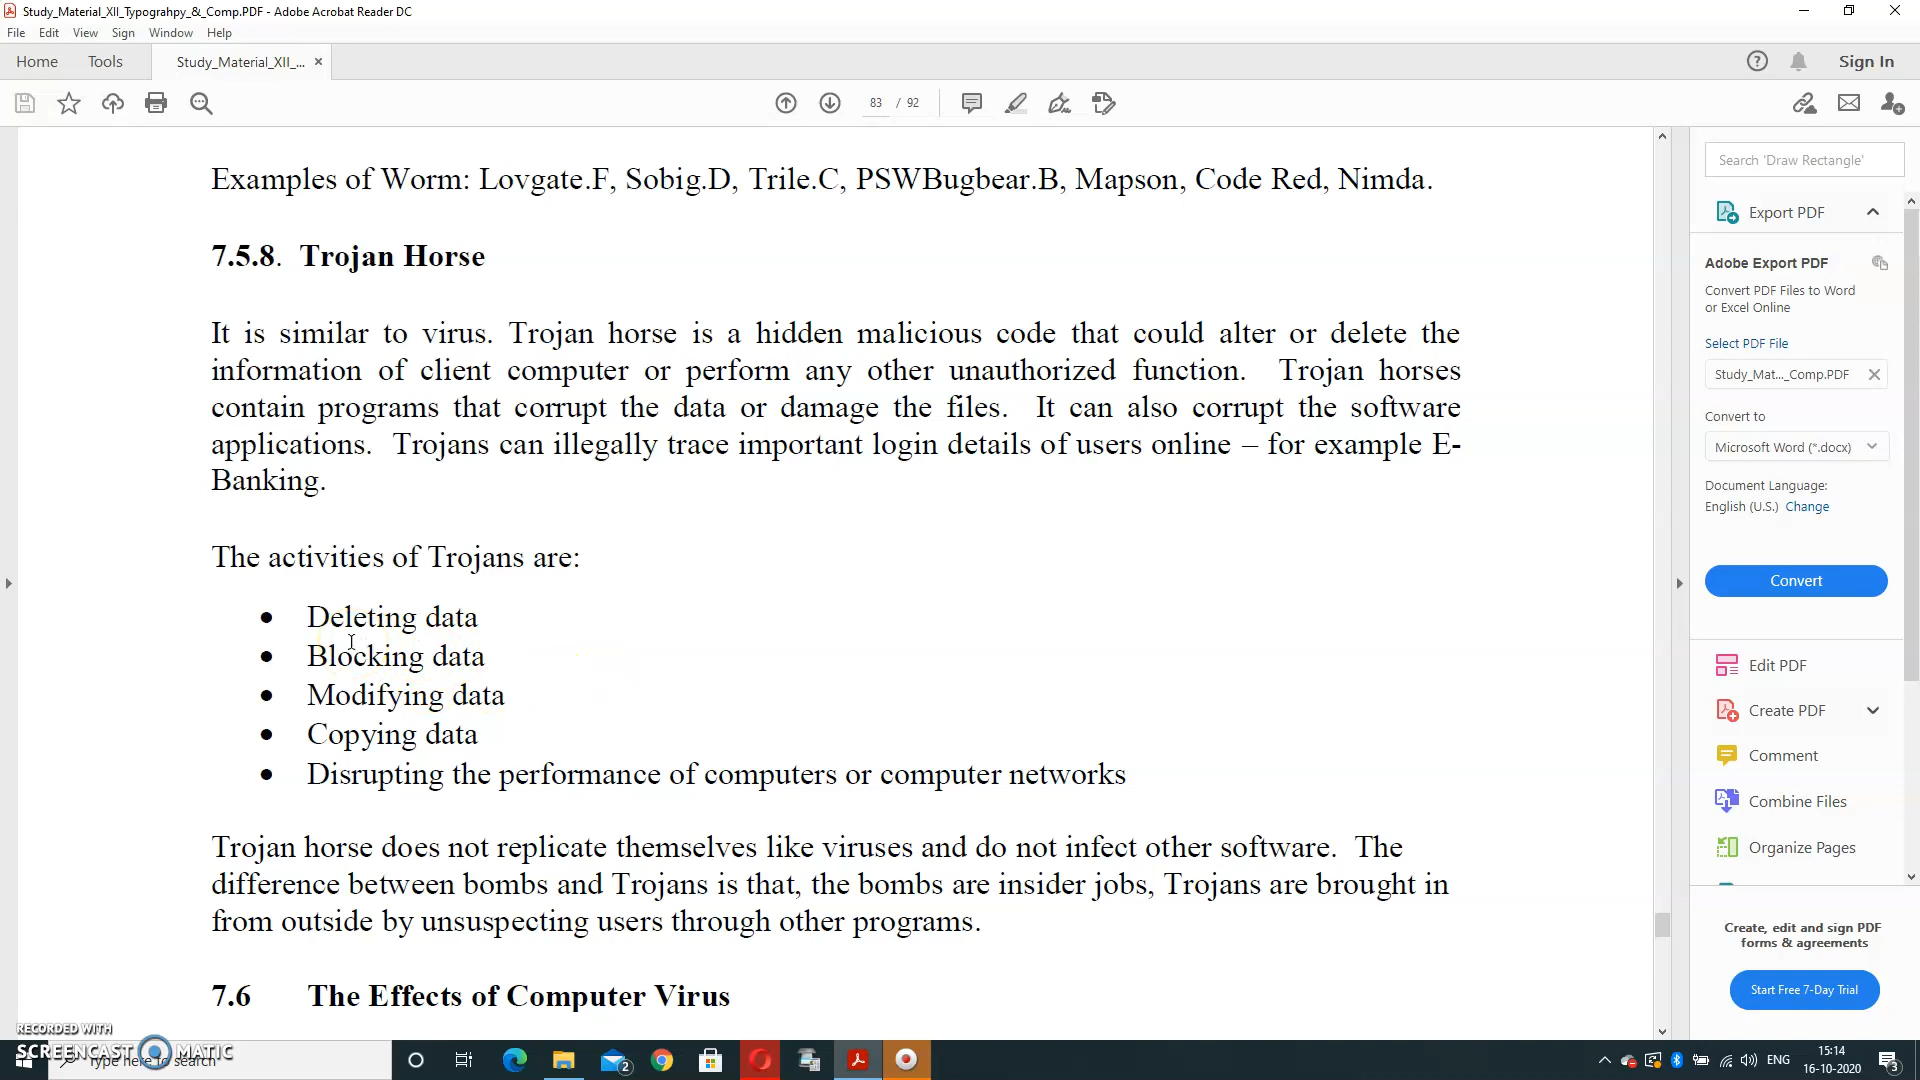 Study_Material_XII_Typograhpy_&_Comp.PDF - Adobe Acrobat Reader DC
File Edit View Sign Window Help
Home Tools Study_Material_XII_... × Sign In
83 / 92
Examples of Worm: Lovgate.F, Sobig.D, Trile.C, PSWBugbear.B, Mapson, Code Red, Nimda.
7.5.8. Trojan Horse
It is similar to virus. Trojan horse is a hidden malicious code that could alter or delete the
information of client computer or perform any other unauthorized function. Trojan horses
contain programs that corrupt the data or damage the files. It can also corrupt the software
applications. Trojans can illegally trace important login details of users online – for example E-
Banking.
The activities of Trojans are:
• Deleting data
• Blocking data
• Modifying data
• Copying data
• Disrupting the performance of computers or computer networks
Trojan horse does not replicate themselves like viruses and do not infect other software. The
difference between bombs and Trojans is that, the bombs are insider jobs, Trojans are brought in
from outside by unsuspecting users through other programs.
7.6 The Effects of Computer Virus
Search 'Draw Rectangle'
Export PDF
Adobe Export PDF
Convert PDF Files to Word
or Excel Online
Select PDF File
Study_Mat..._Comp.PDF
Convert to
Microsoft Word (*.docx)
Document Language:
English (U.S.) Change
Convert
Edit PDF
Create PDF
Comment
Combine Files
Organize Pages
Create, edit and sign PDF
forms & agreements
Start Free 7-Day Trial
RECORDED WITH
SCREENCAST MATIC
Type here to search
2
ENG
15:14
16-10-2020
3